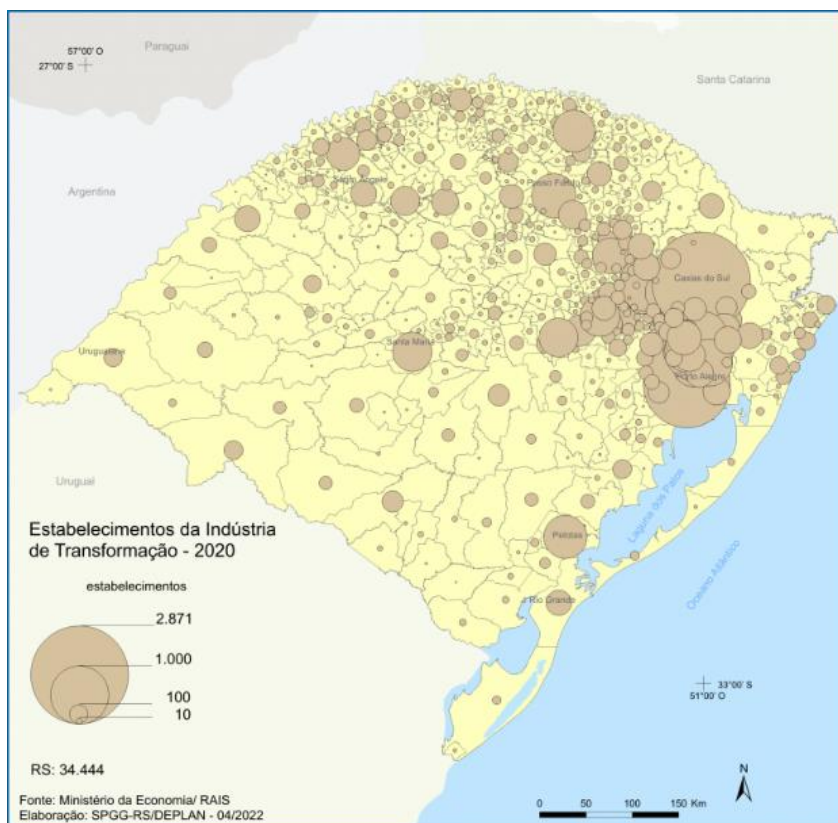 Paraguai
57°00' O
27°00' S
Santa Catarina
Argentina
Santo Ângelo
Passo Fundo
Caxias do Sul
Uruguaiana
Santa Maria
Porto Alegre
Uruguai
Laguna dos Patos
Pelotas
Oceano Atlântico
Rio Grande
Estabelecimentos da Indústria
de Transformação - 2020
estabelecimentos
2.871
1.000
100
10
33°00' S
51°00' O
RS: 34.444
N
Fonte: Ministério da Economia/ RAIS
Elaboração: SPGG-RS/DEPLAN - 04/2022
0 50 100 150 Km